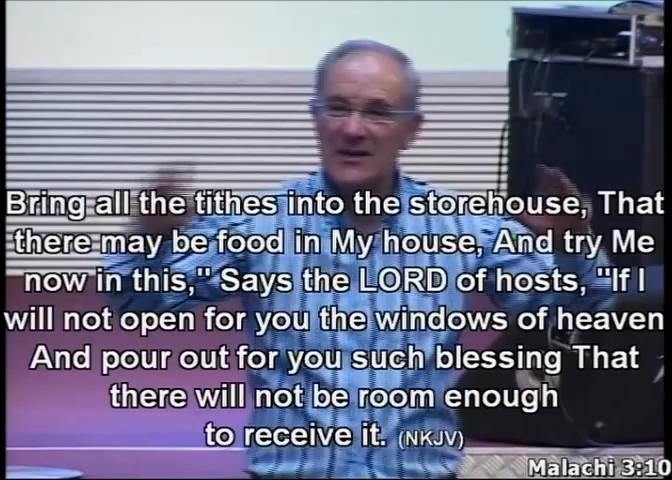 Bring all the tithes into the storehouse, That
there may be food in My house, And try Me
now in this," Says the LORD of hosts, "If I
will not open for you the windows of heaven
And pour out for you such blessing That
there will not be room enough
to receive it. (NKJV)
Malachi 3:10